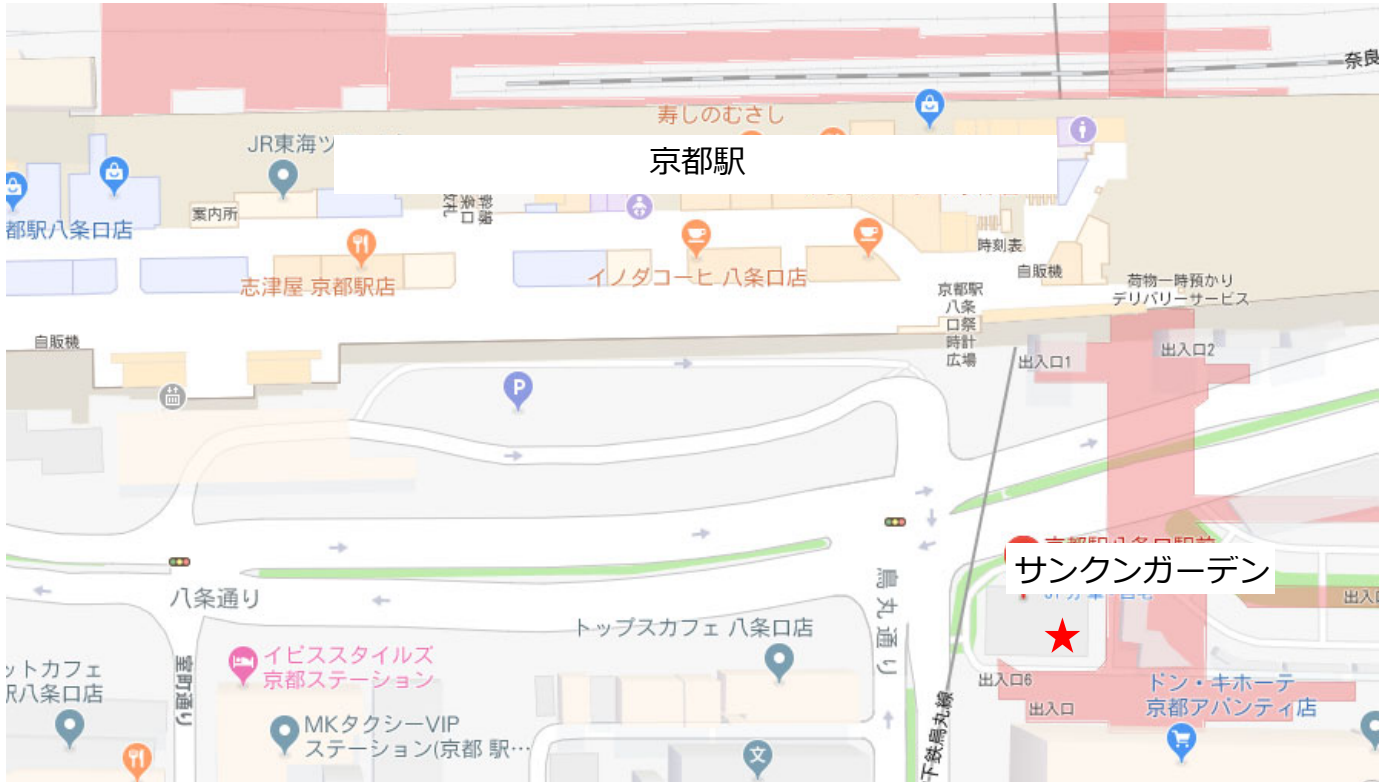 奈良
寿しのむさし
JR東海ツ
京都駅
案内所
都駅八条口店
時刻表
自販機
志津屋 京都駅店
イノダコーヒ 八条口店
荷物一時預かり
デリバリーサービス
京都駅
八条
口祭
時計
広場
自販機
出入口1
出入口2
P
サンクンガーデン
八条通り
烏丸通り
出入
トップスカフェ 八条口店
イビススタイルズ
京都ステーション
室町通り
ットカフェ
駅八条口店
出入口6
出入口
ドン・キホーテ
京都アバンティ店
MKタクシーVIP
ステーション(京都 駅…
文
下鉄烏丸線